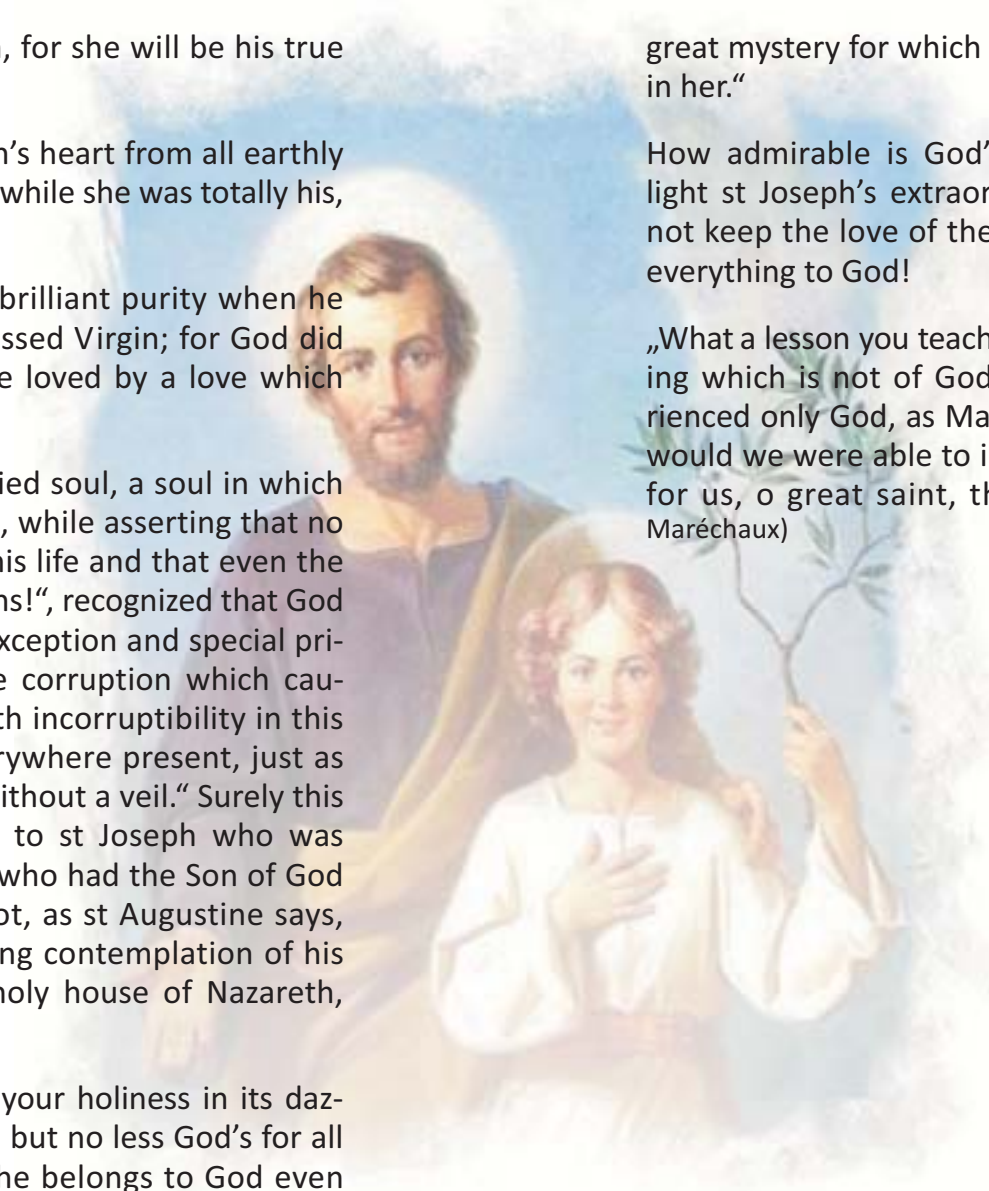 , for she will be his true
n's heart from all earthly
while she was totally his,
brilliant purity when he
ssed Virgin; for God did
e loved by a love which
ied soul, a soul in which
, while asserting that no
his life and that even the
ns!“, recognized that God
xception and special pri-
e corruption which cau-
th incorruptibility in this
rywhere present, just as
ithout a veil.“ Surely this
to st Joseph who was
who had the Son of God
ot, as st Augustine says,
ng contemplation of his
holy house of Nazareth,
your holiness in its daz-
but no less God's for all
he belongs to God even
great mystery for which
in her.“
How admirable is God'
light st Joseph's extraor
not keep the love of the
everything to God!
„What a lesson you teach
ing which is not of God
rienced only God, as Ma
would we were able to i
for us, o great saint, th
Maréchaux)